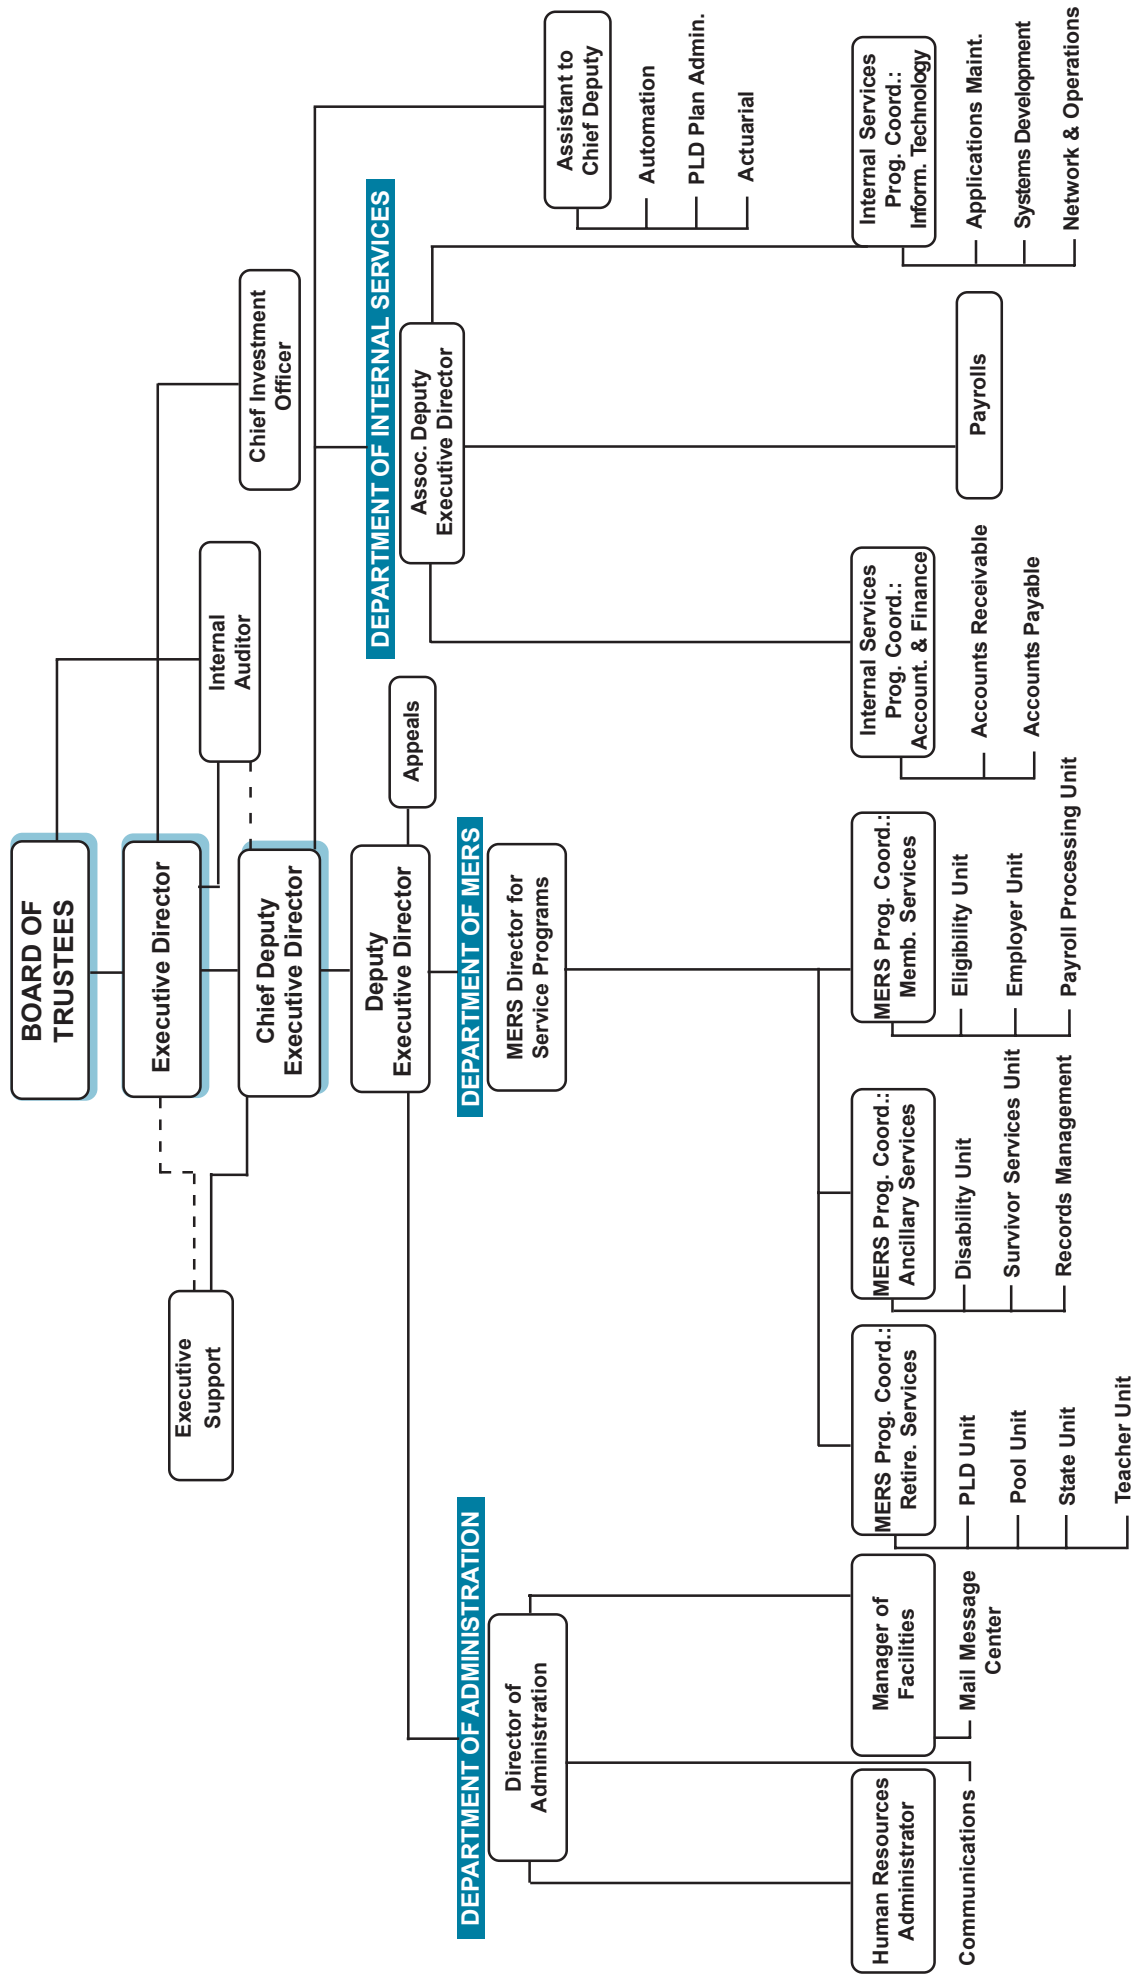 BOARD OF
TRUSTEES
Executive Director
Internal
Auditor
Executive
Support
Chief Deputy
Executive Director
Chief Investment
Officer
Deputy
Executive Director
Appeals
DEPARTMENT OF ADMINISTRATION
DEPARTMENT OF MERS
DEPARTMENT OF INTERNAL SERVICES
Director of
Administration
MERS Director for
Service Programs
Assoc. Deputy
Executive Director
Assistant to
Chief Deputy
Automation
PLD Plan Admin.
Actuarial
Human Resources
Administrator
Communications
Manager of
Facilities
Mail Message
Center
MERS Prog. Coord.:
Retire. Services
PLD Unit
Pool Unit
State Unit
Teacher Unit
MERS Prog. Coord.:
Ancillary Services
Disability Unit
Survivor Services Unit
Records Management
MERS Prog. Coord.:
Memb. Services
Eligibility Unit
Employer Unit
Payroll Processing Unit
Internal Services
Prog. Coord.:
Account. & Finance
Accounts Receivable
Accounts Payable
Payrolls
Internal Services
Prog. Coord.:
Inform. Technology
Applications Maint.
Systems Development
Network & Operations